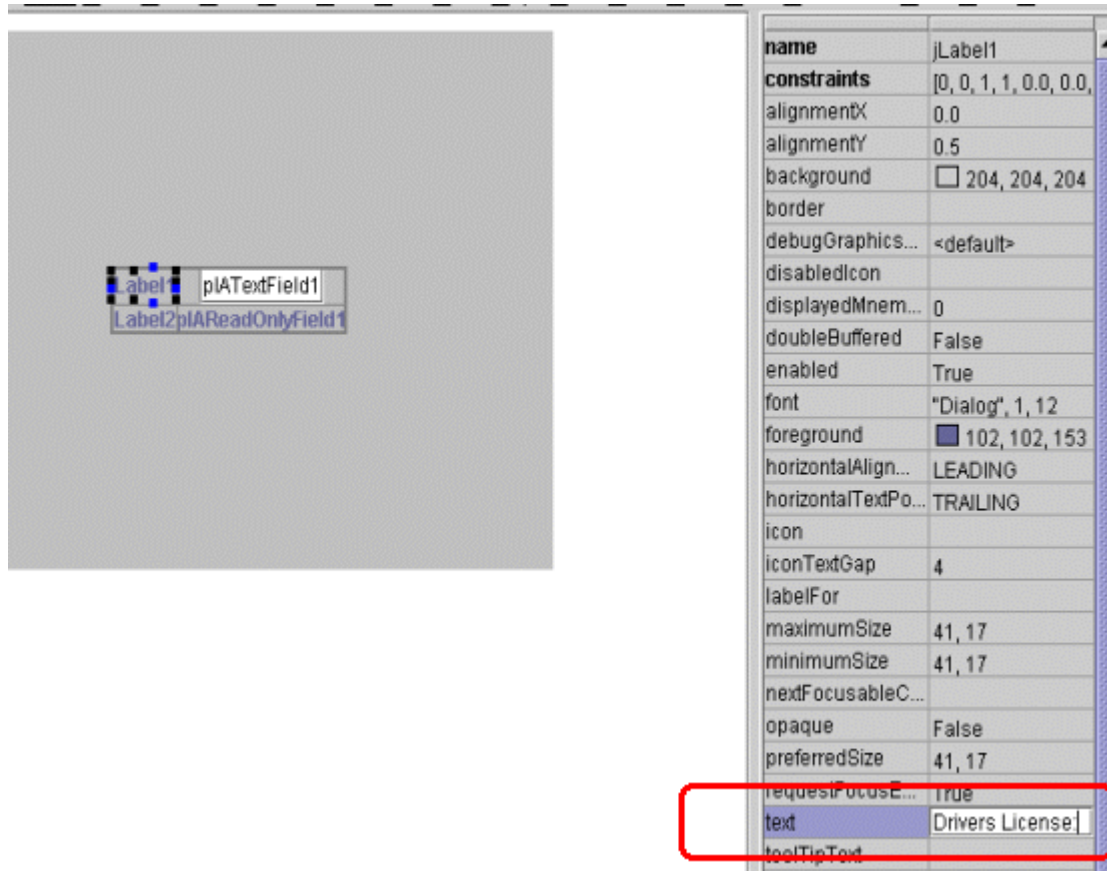 Label1 plATextField1
Label2 plAReadOnlyField1
name jLabel1
constraints [0, 0, 1, 1, 0.0, 0.0,
alignmentX 0.0
alignmentY 0.5
background 204, 204, 204
border
debugGraphics... <default>
disabledIcon
displayedMnem... 0
doubleBuffered False
enabled True
font "Dialog", 1, 12
foreground 102, 102, 153
horizontalAlign... LEADING
horizontalTextPo... TRAILING
icon
iconTextGap 4
labelFor
maximumSize 41, 17
minimumSize 41, 17
nextFocusableC...
opaque False
preferredSize 41, 17
requestFocusE... True
text Drivers License:
toolTipText